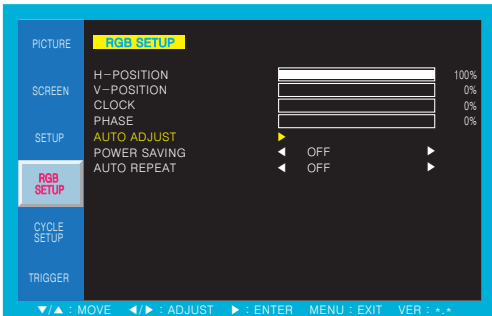 PICTURE
SCREEN
SETUP
RGB
SETUP
CYCLE
SETUP
TRIGGER
RGB SETUP
H-POSITION 100%
V-POSITION 0%
CLOCK 0%
PHASE 0%
AUTO ADJUST ▶
POWER SAVING ◀ OFF ▶
AUTO REPEAT ◀ OFF ▶
▼/▲ : MOVE ◀/▶ : ADJUST ▶ : ENTER MENU : EXIT VER : *.*